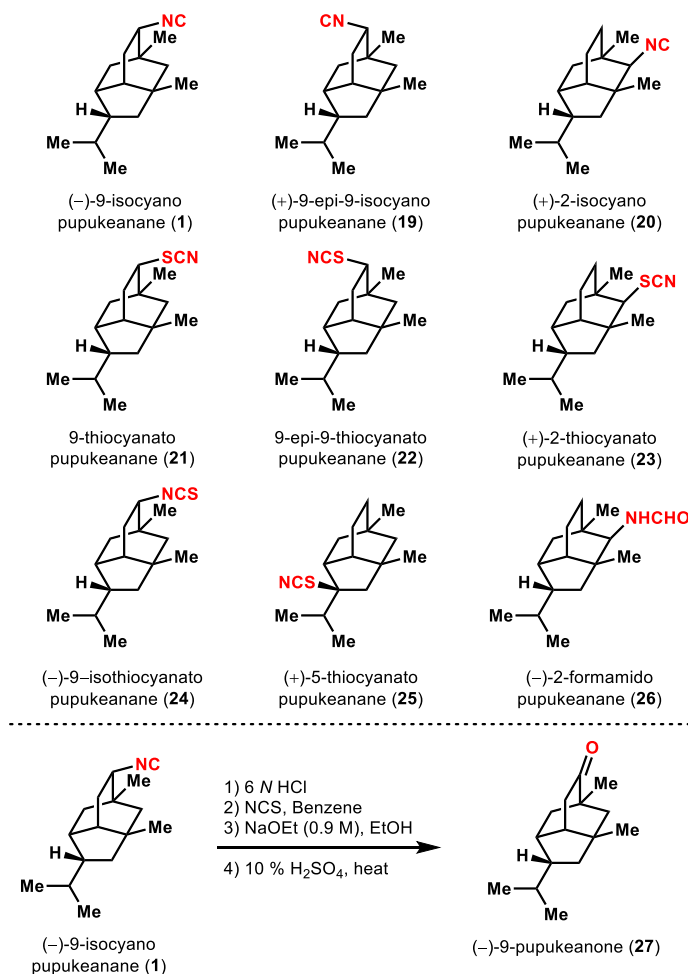 NC
Me
Me
H
Me
Me
(−)-9-isocyano
pupukeanane (1)
CN
Me
Me
H
Me
Me
(+)-9-epi-9-isocyano
pupukeanane (19)
Me
NC
Me
H
Me
Me
(+)-2-isocyano
pupukeanane (20)
SCN
Me
Me
H
Me
Me
9-thiocyanato
pupukeanane (21)
NCS
Me
Me
H
Me
Me
9-epi-9-thiocyanato
pupukeanane (22)
Me
SCN
Me
H
Me
Me
(+)-2-thiocyanato
pupukeanane (23)
NCS
Me
Me
H
Me
Me
(−)-9–isothiocyanato
pupukeanane (24)
Me
Me
NCS
Me
Me
(+)-5-thiocyanato
pupukeanane (25)
Me
NHCHO
Me
H
Me
Me
(−)-2-formamido
pupukeanane (26)
NC
Me
Me
H
Me
Me
(−)-9-isocyano
pupukeanane (1)
1) 6 N HCl
2) NCS, Benzene
3) NaOEt (0.9 M), EtOH
4) 10 % H₂SO₄, heat
O
Me
Me
H
Me
Me
(−)-9-pupukeanone (27)